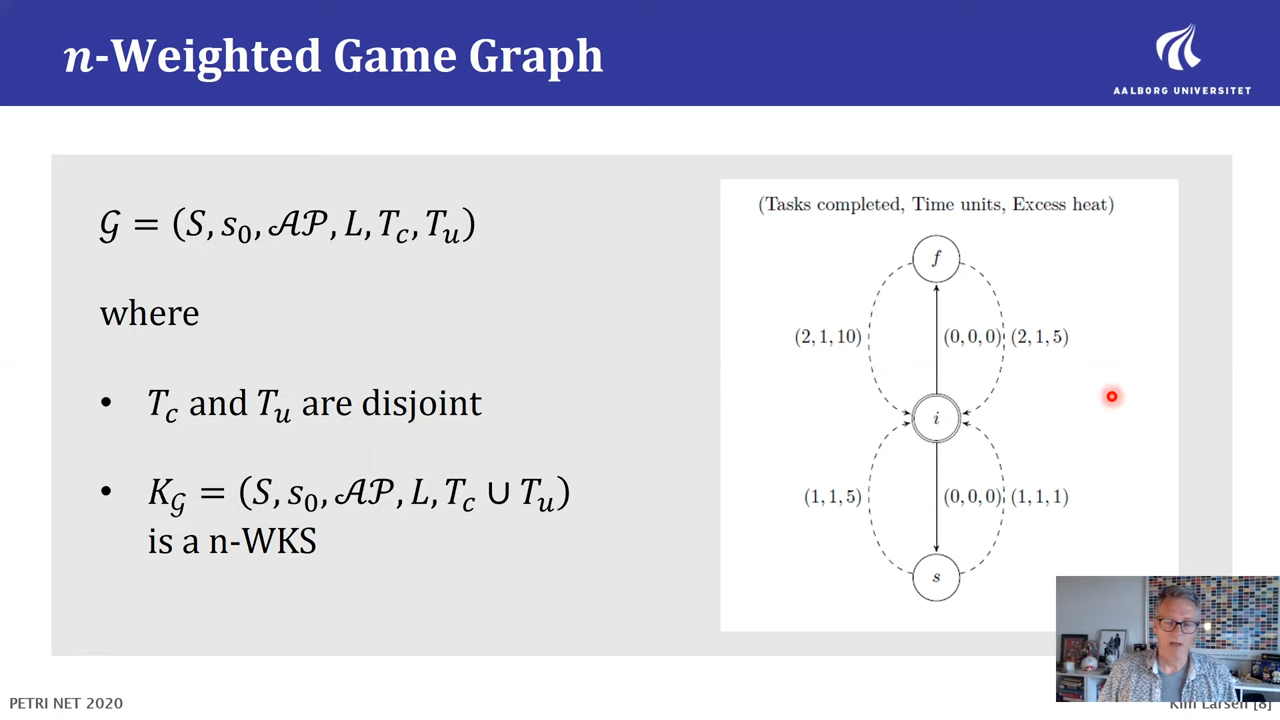 n-Weighted Game Graph
AALBORG UNIVERSITET
𝒢 = (S, s₀, 𝒜𝒫, L, T_c, T_u)
where
• T_c and T_u are disjoint
• K_𝒢 = (S, s₀, 𝒜𝒫, L, T_c ∪ T_u)
is a n-WKS
(Tasks completed, Time units, Excess heat)
f
(2, 1, 10) (0, 0, 0) (2, 1, 5)
i
(1, 1, 5) (0, 0, 0) (1, 1, 1)
s
PETRI NET 2020
Kim Larsen [8]